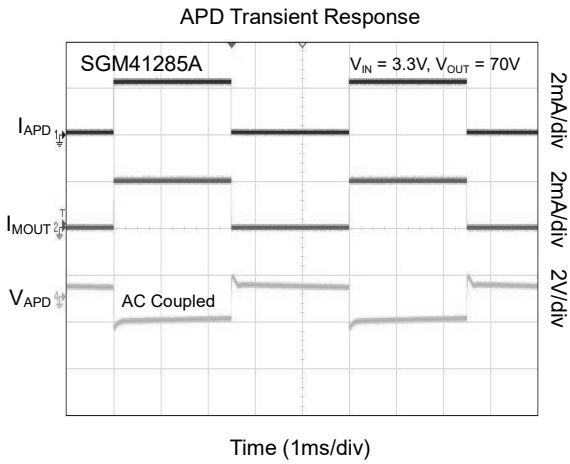 APD Transient Response
SGM41285A
V_IN = 3.3V, V_OUT = 70V
I_APD
2mA/div
I_MOUT
2mA/div
V_APD
AC Coupled
2V/div
Time (1ms/div)